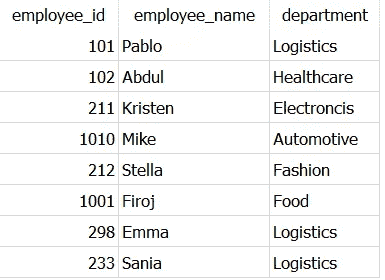 employee_id employee_name department
101 Pablo Logistics
102 Abdul Healthcare
211 Kristen Electroncis
1010 Mike Automotive
212 Stella Fashion
1001 Firoj Food
298 Emma Logistics
233 Sania Logistics